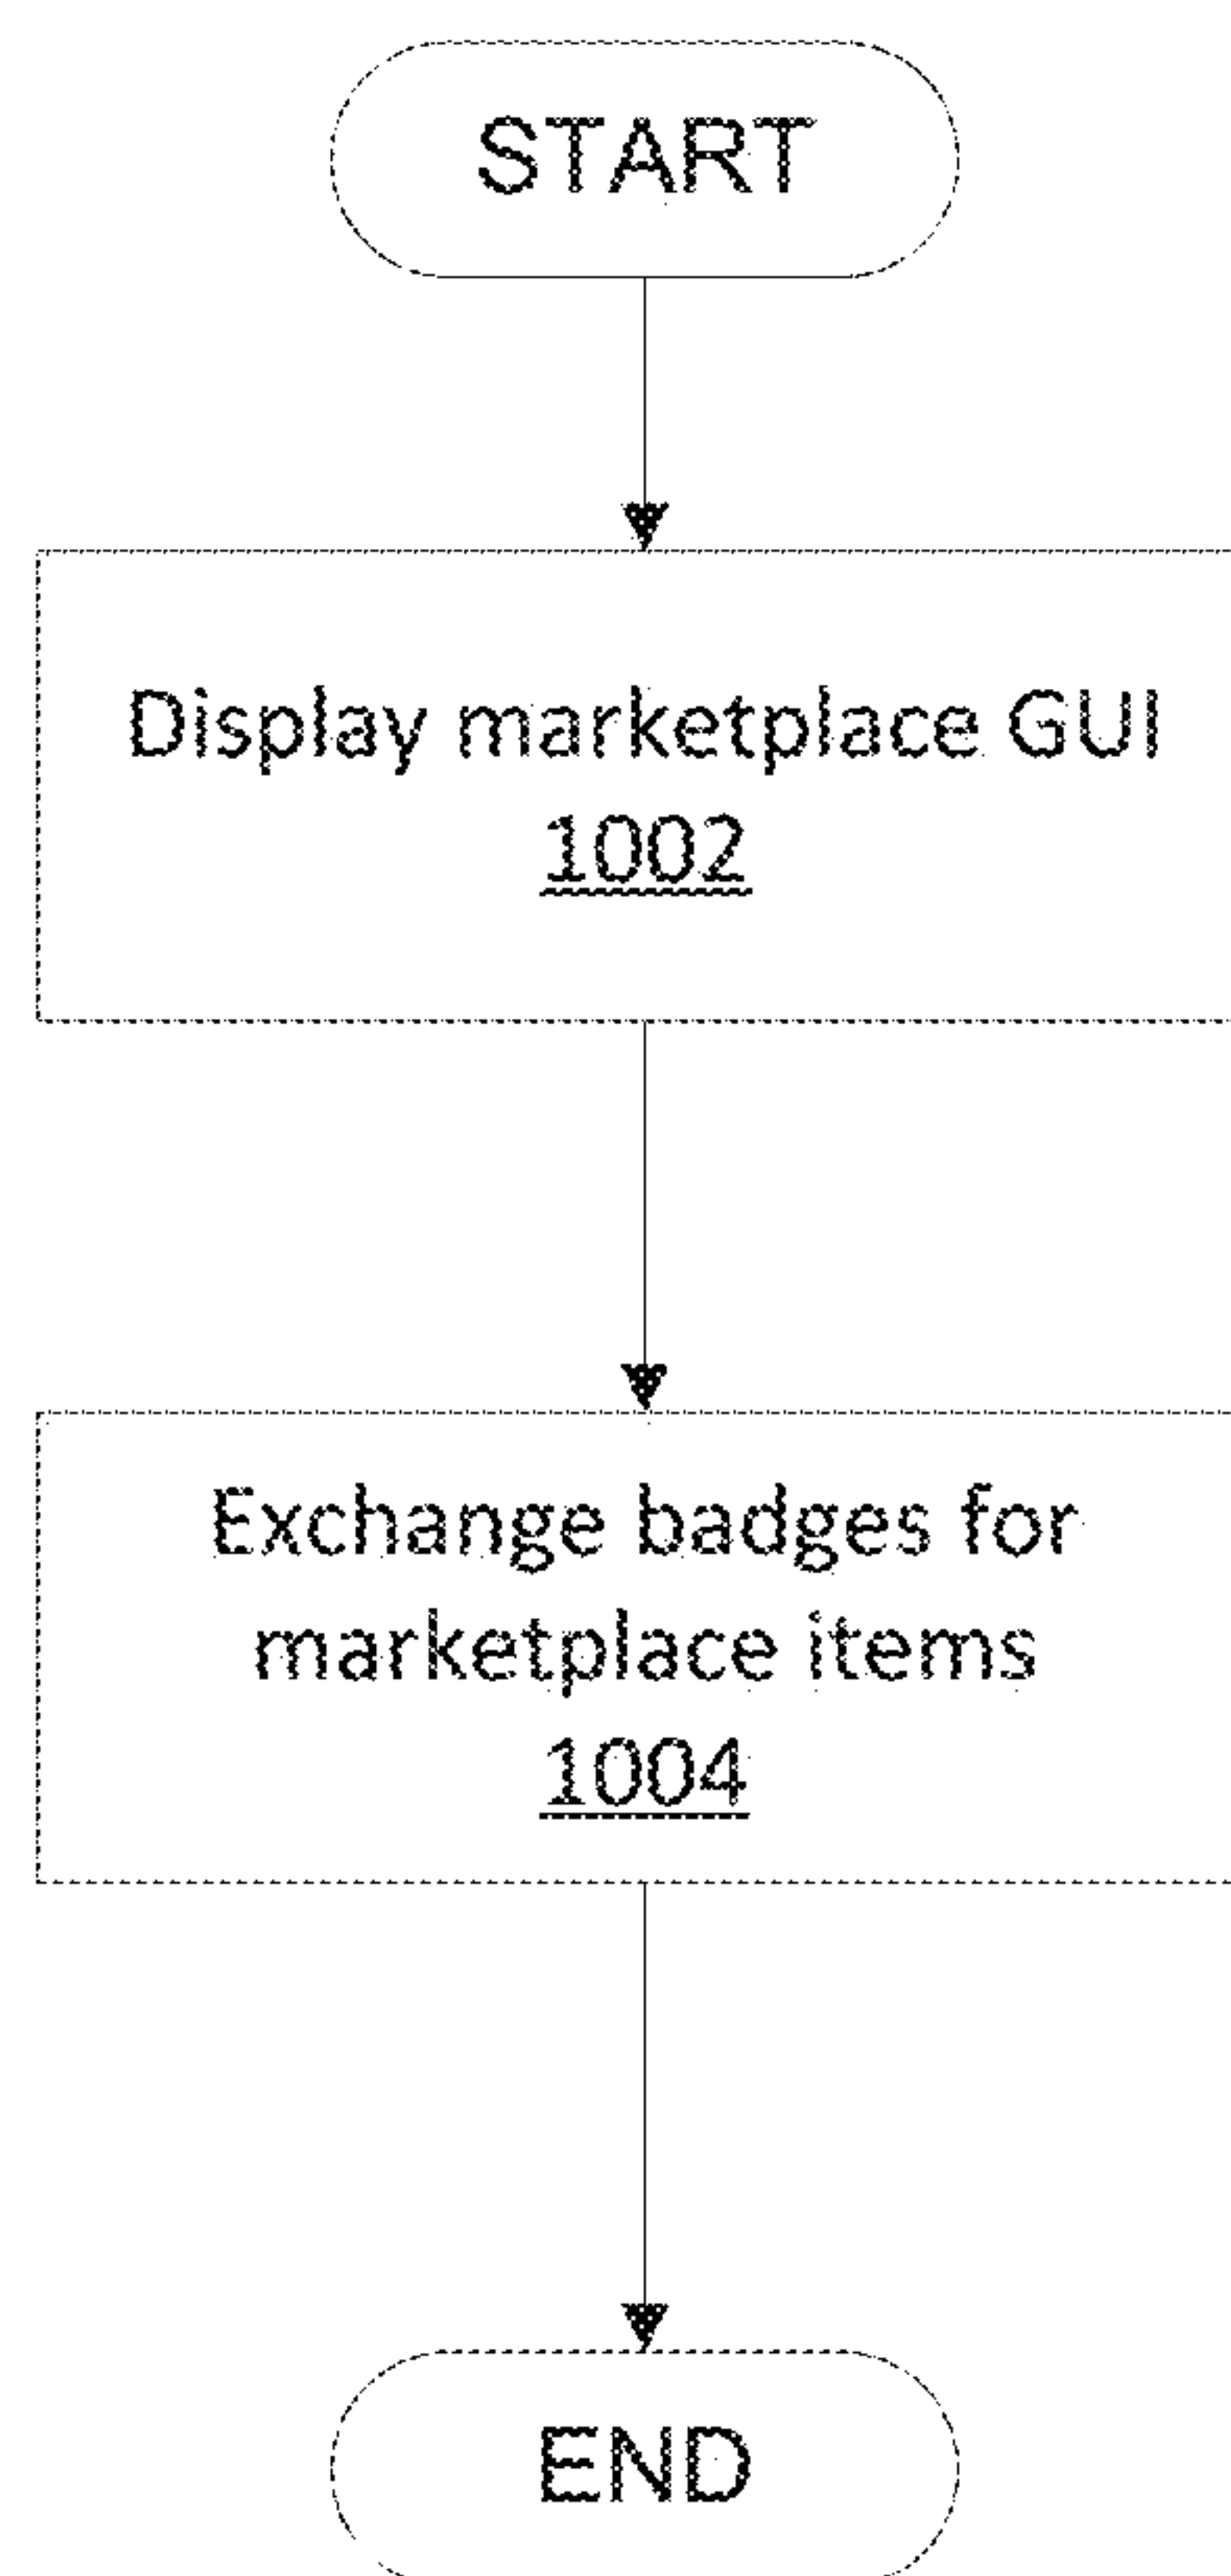 START
Display marketplace GUI
1002
Exchange badges for
marketplace items
1004
END